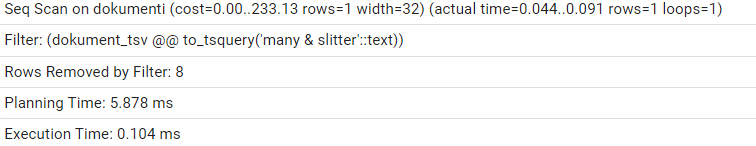 Seq Scan on dokumenti (cost=0.00..233.13 rows=1 width=32) (actual time=0.044..0.091 rows=1 loops=1)
Filter: (dokument_tsv @@ to_tsquery('many & slitter'::text))
Rows Removed by Filter: 8
Planning Time: 5.878 ms
Execution Time: 0.104 ms